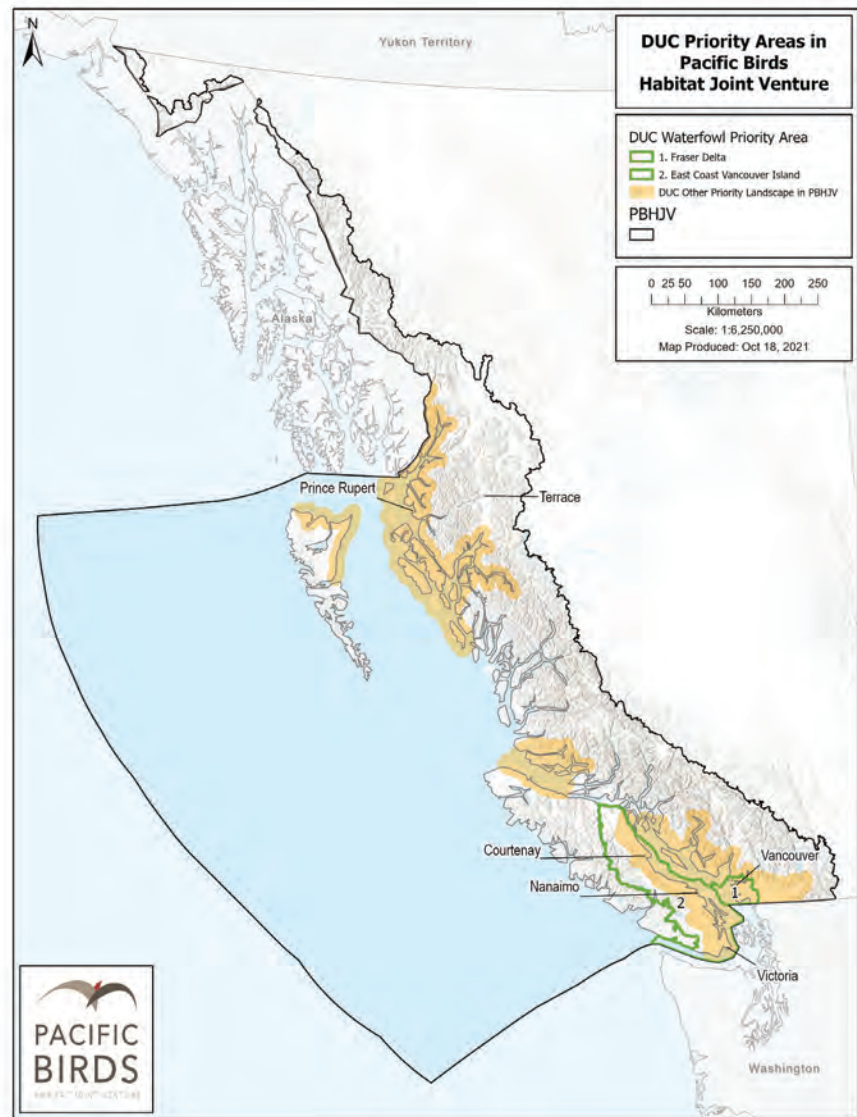 N
Yukon Territory
DUC Priority Areas in
Pacific Birds
Habitat Joint Venture
DUC Waterfowl Priority Area
1. Fraser Delta
2. East Coast Vancouver Island
DUC Other Priority Landscape in PBHJV
PBHJV
0 25 50 100 150 200 250
Kilometers
Scale: 1:6,250,000
Map Produced: Oct 18, 2021
Alaska
Prince Rupert
Terrace
Courtenay
Vancouver
Nanaimo
1
2
Victoria
Washington
PACIFIC
BIRDS
HABITAT JOINT VENTURE